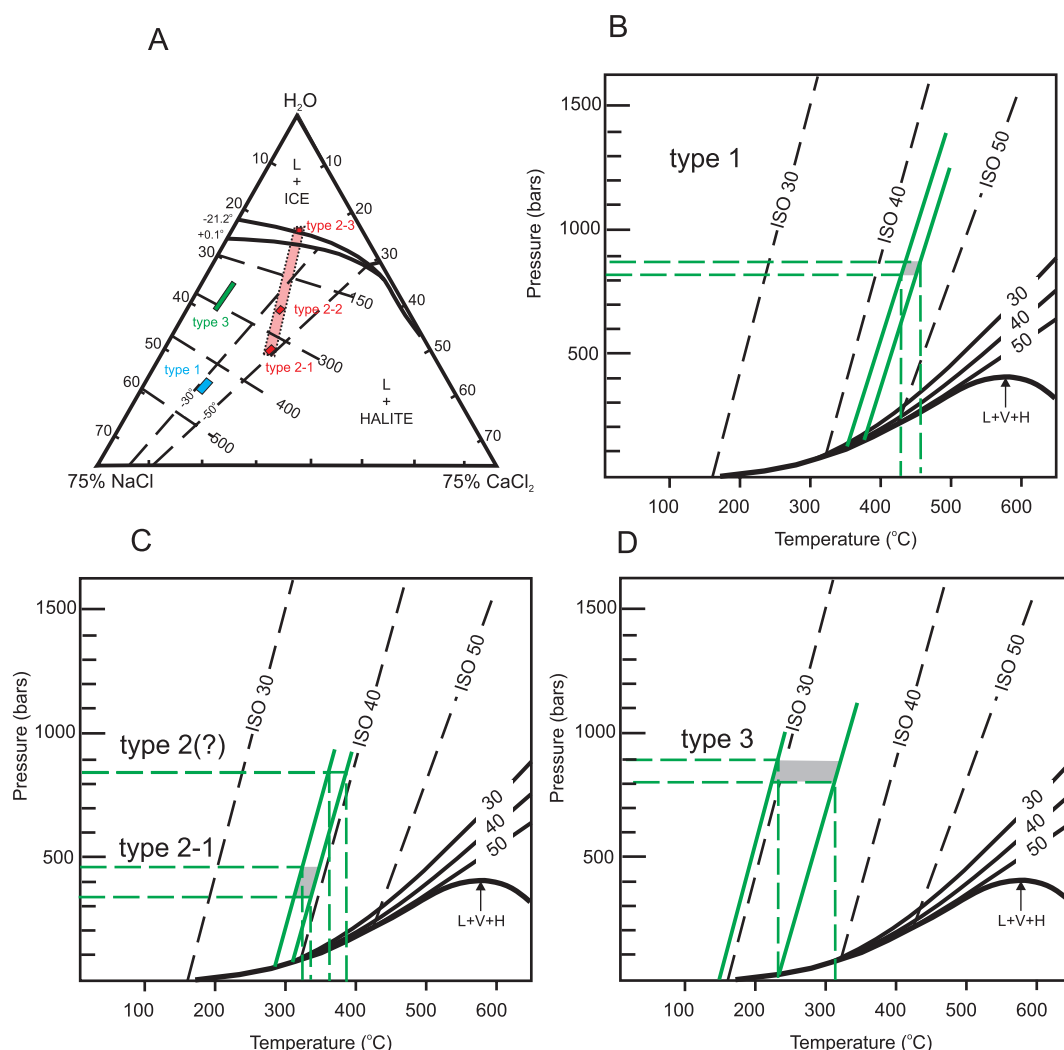 A
H₂O
10
10
L
+
ICE
20
20
-21.2°
type 2-3
+0.1°
30
30
150
40
type 3
type 2-2
40
50
300
type 2-1
50
type 1
-30°
-50°
400
L
+
HALITE
60
60
500
70
70
75% NaCl
75% CaCl₂
B
Pressure (bars)
1500
1000
500
type 1
ISO 30
ISO 40
ISO 50
30
40
50
L+V+H
100
200
300
400
500
600
Temperature (°C)
C
Pressure (bars)
1500
1000
500
type 2(?)
type 2-1
ISO 30
ISO 40
ISO 50
30
40
50
L+V+H
100
200
300
400
500
600
Temperature (°C)
D
Pressure (bars)
1500
1000
500
type 3
ISO 30
ISO 40
ISO 50
30
40
50
L+V+H
100
200
300
400
500
600
Temperature (°C)